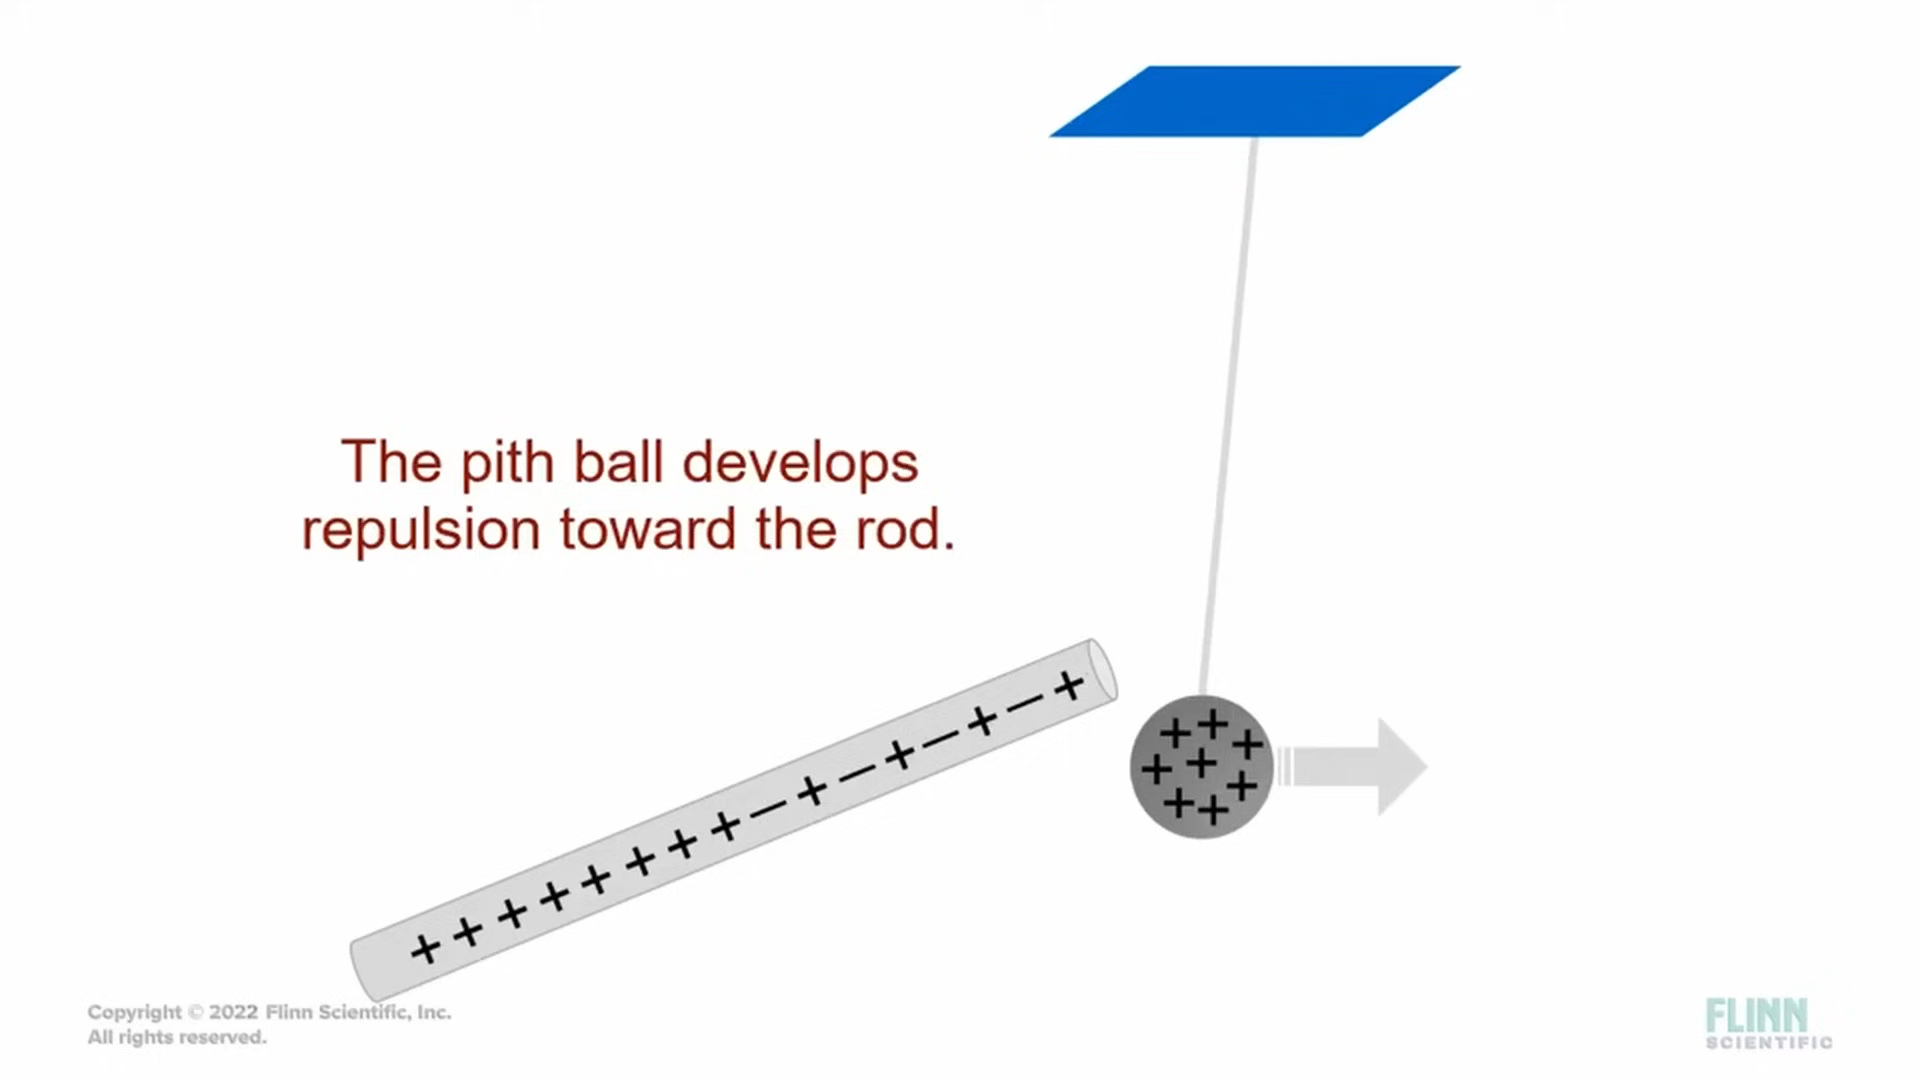 The pith ball develops
repulsion toward the rod.
+ + + + + + + + — + — + — + — +
+ + + + + + + +
Copyright © 2022 Flinn Scientific, Inc.
All rights reserved.
FLINN
SCIENTIFIC